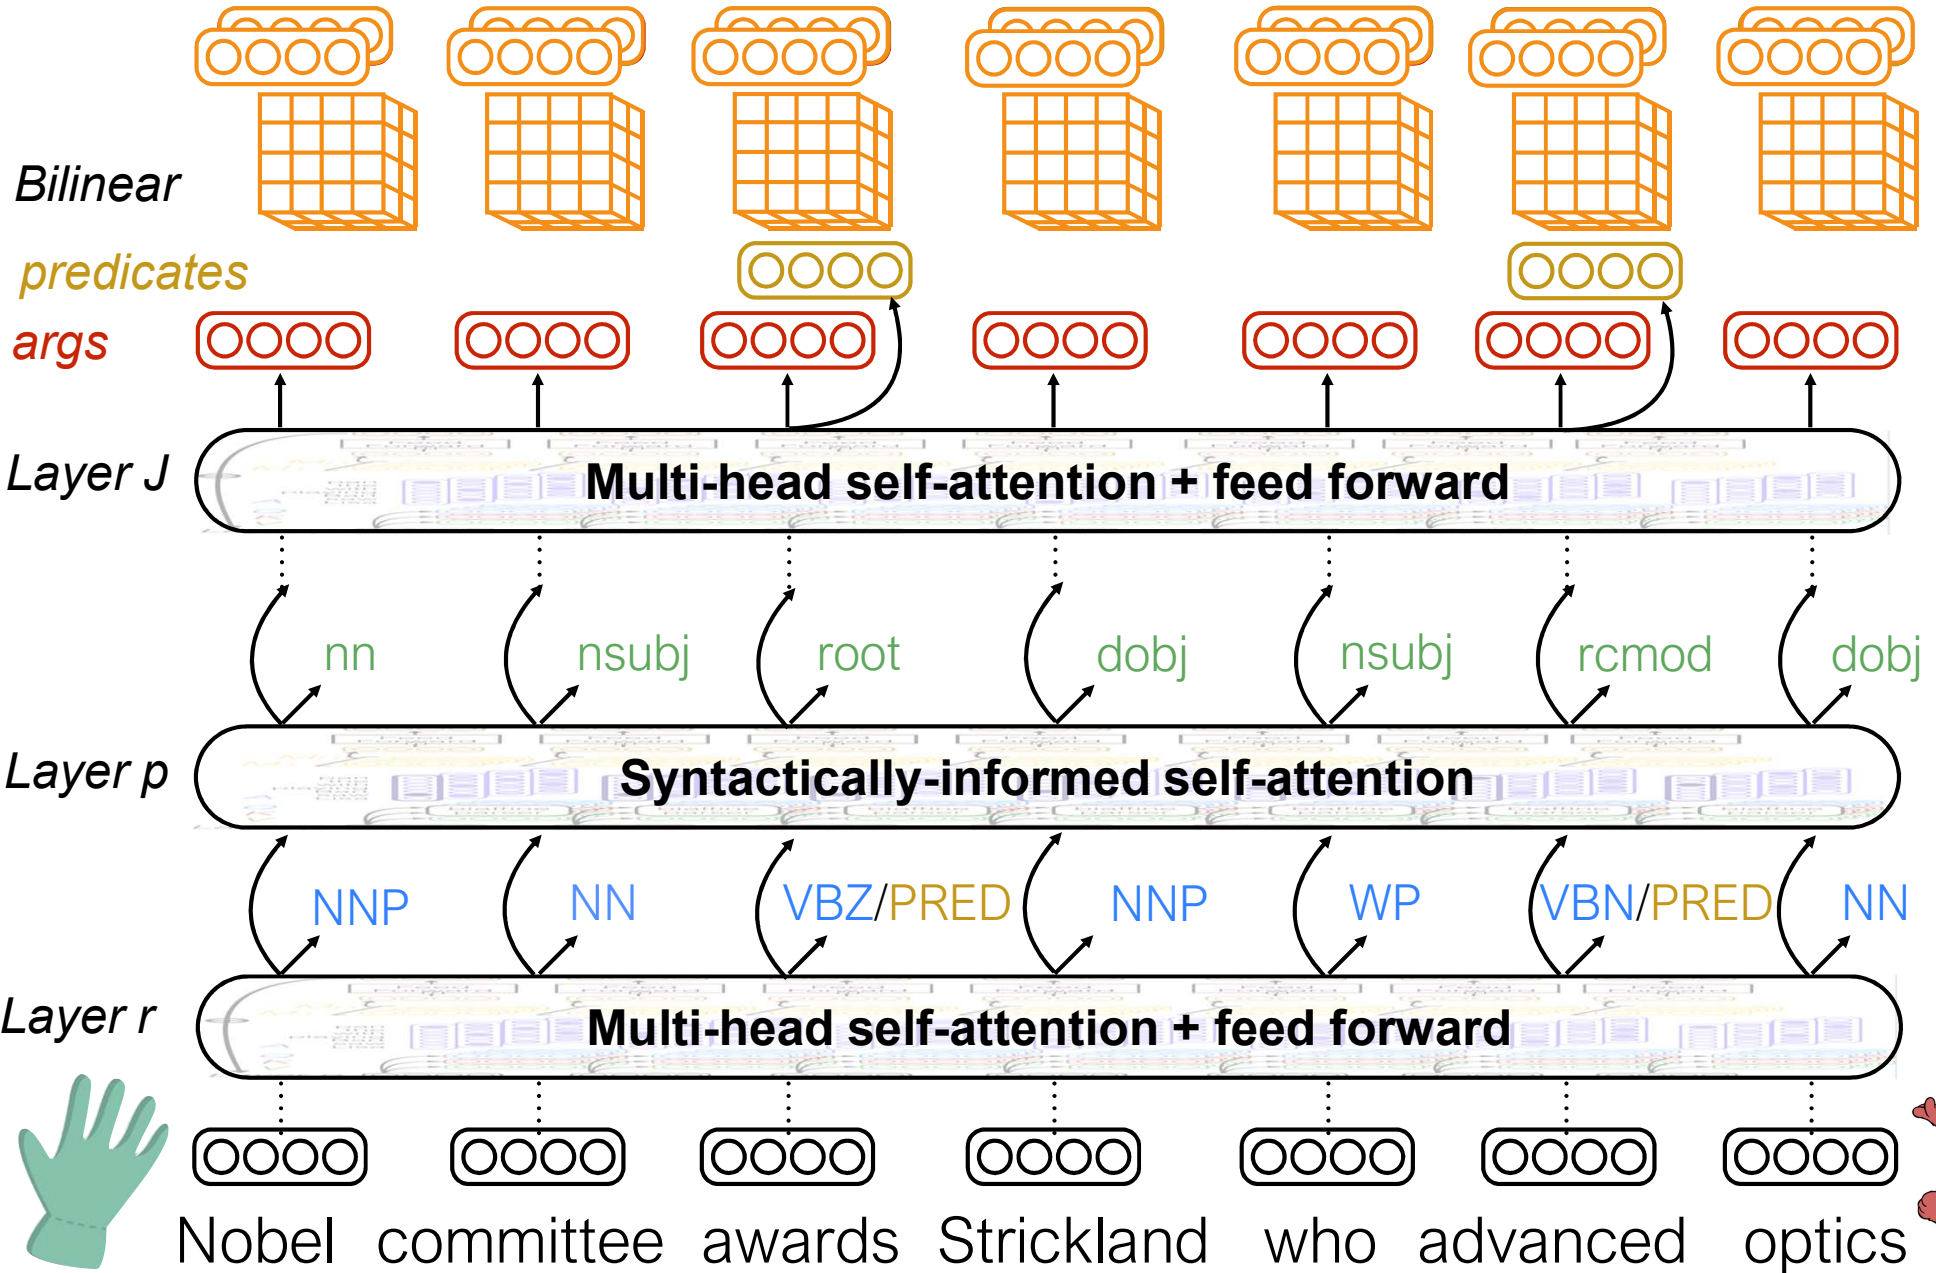 Bilinear
predicates
args
Layer J Multi-head self-attention + feed forward
nn nsubj root dobj nsubj rcmod dobj
Layer p Syntactically-informed self-attention
NNP NN VBZ/PRED NNP WP VBN/PRED NN
Layer r Multi-head self-attention + feed forward
Nobel committee awards Strickland who advanced optics